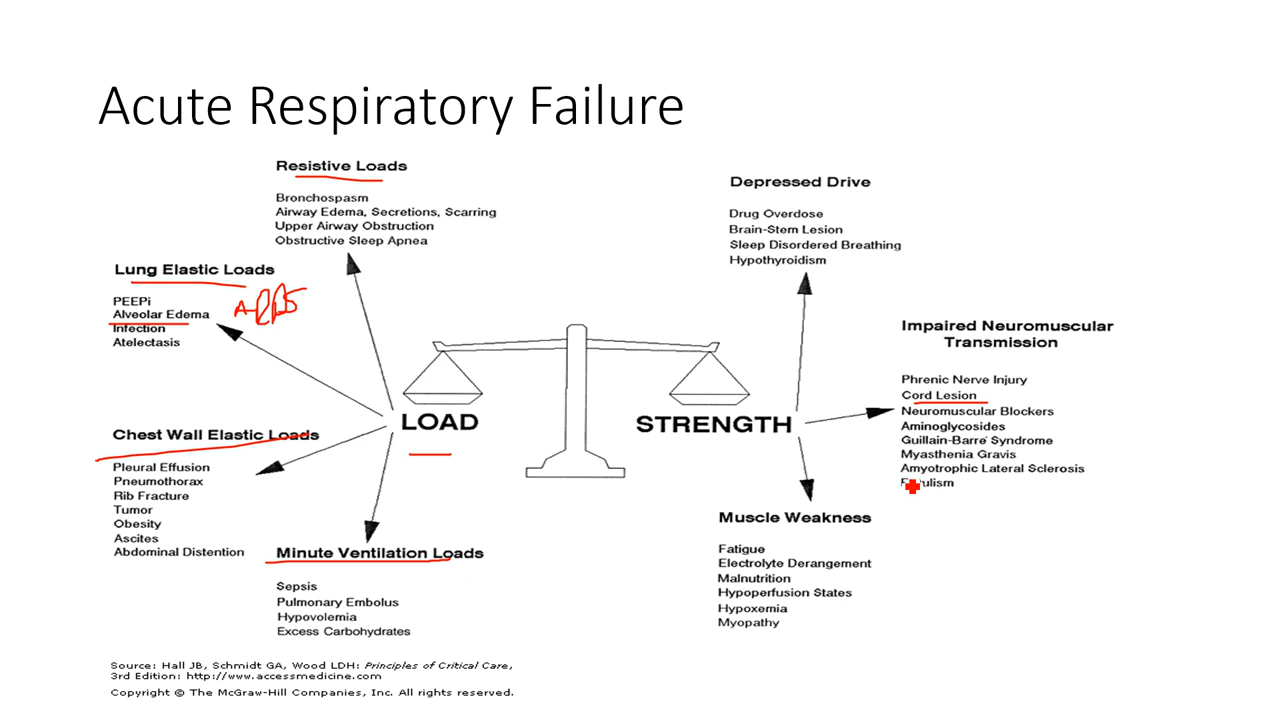 Acute Respiratory Failure
Resistive Loads
Bronchospasm
Airway Edema, Secretions, Scarring
Upper Airway Obstruction
Obstructive Sleep Apnea
Lung Elastic Loads
PEEPi
Alveolar Edema
Infection
Atelectasis
Chest Wall Elastic Loads
Pleural Effusion
Pneumothorax
Rib Fracture
Tumor
Obesity
Ascites
Abdominal Distention
LOAD
Minute Ventilation Loads
Sepsis
Pulmonary Embolus
Hypovolemia
Excess Carbohydrates
Depressed Drive
Drug Overdose
Brain-Stem Lesion
Sleep Disordered Breathing
Hypothyroidism
STRENGTH
Impaired Neuromuscular
Transmission
Phrenic Nerve Injury
Cord Lesion
Neuromuscular Blockers
Aminoglycosides
Guillain-Barré Syndrome
Myasthenia Gravis
Amyotrophic Lateral Sclerosis
Muscle Weakness
Fatigue
Electrolyte Derangement
Malnutrition
Hypoperfusion States
Hypoxemia
Myopathy
Source: Hall JB, Schmidt GA, Wood LDH: Principles of Critical Care,
3rd Edition: http://www.accessmedicine.com
Copyright © The McGraw-Hill Companies, Inc. All rights reserved.